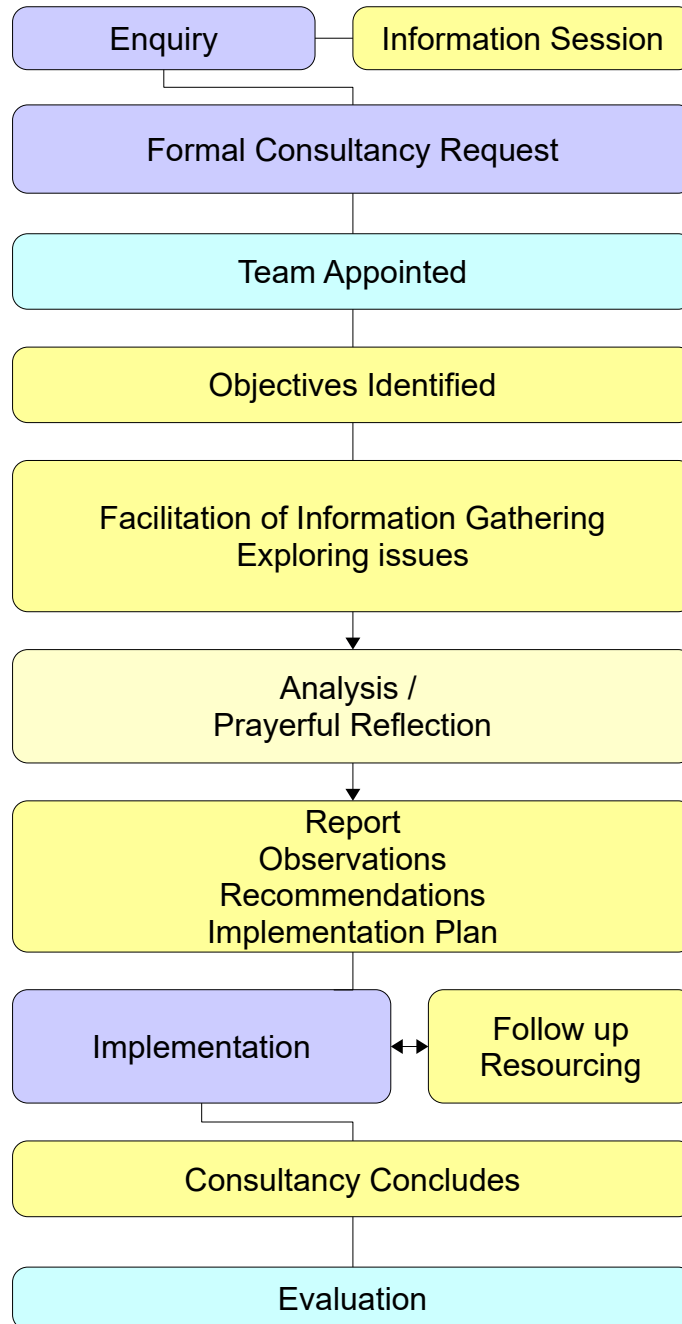 Enquiry
Information Session
Formal Consultancy Request
Team Appointed
Objectives Identified
Facilitation of Information Gathering
Exploring issues
Analysis /
Prayerful Reflection
Report
Observations
Recommendations
Implementation Plan
Implementation
Follow up
Resourcing
Consultancy Concludes
Evaluation